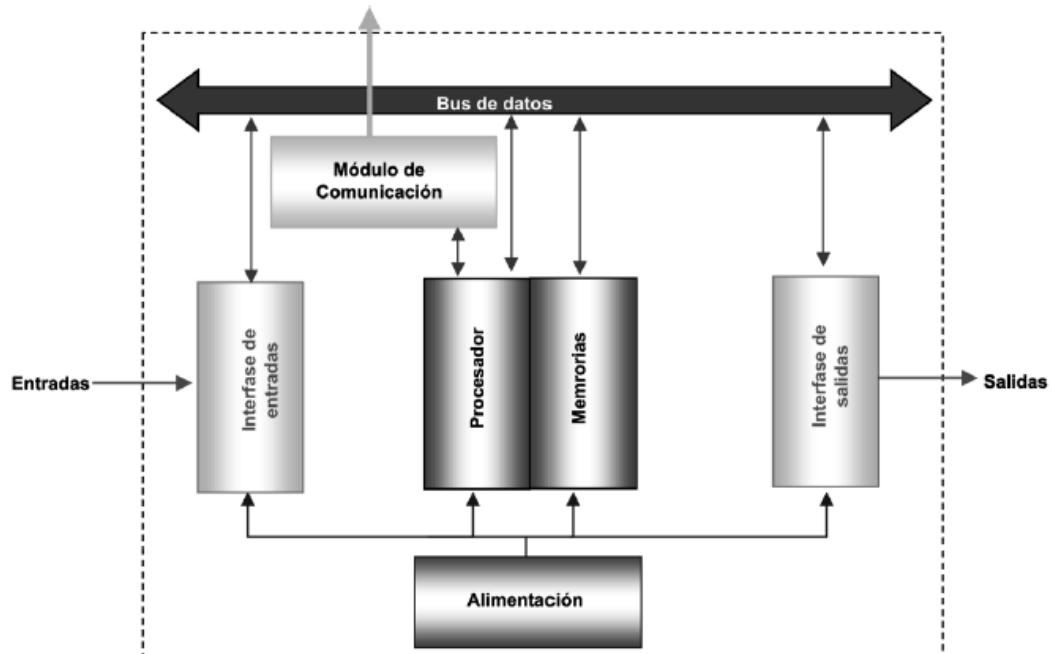 Bus de datos
Módulo de
Comunicación
Entradas
Interfase de
entradas
Procesador
Memrorias
Interfase de
salidas
Salidas
Alimentación